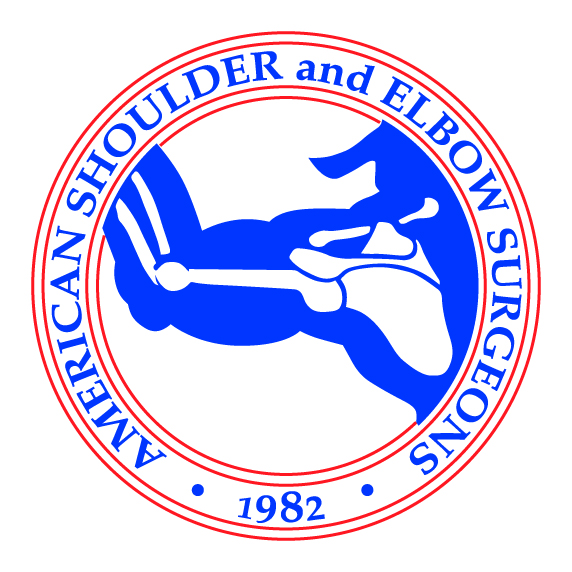 AMERICAN SHOULDER and ELBOW SURGEONS
• 1982 •